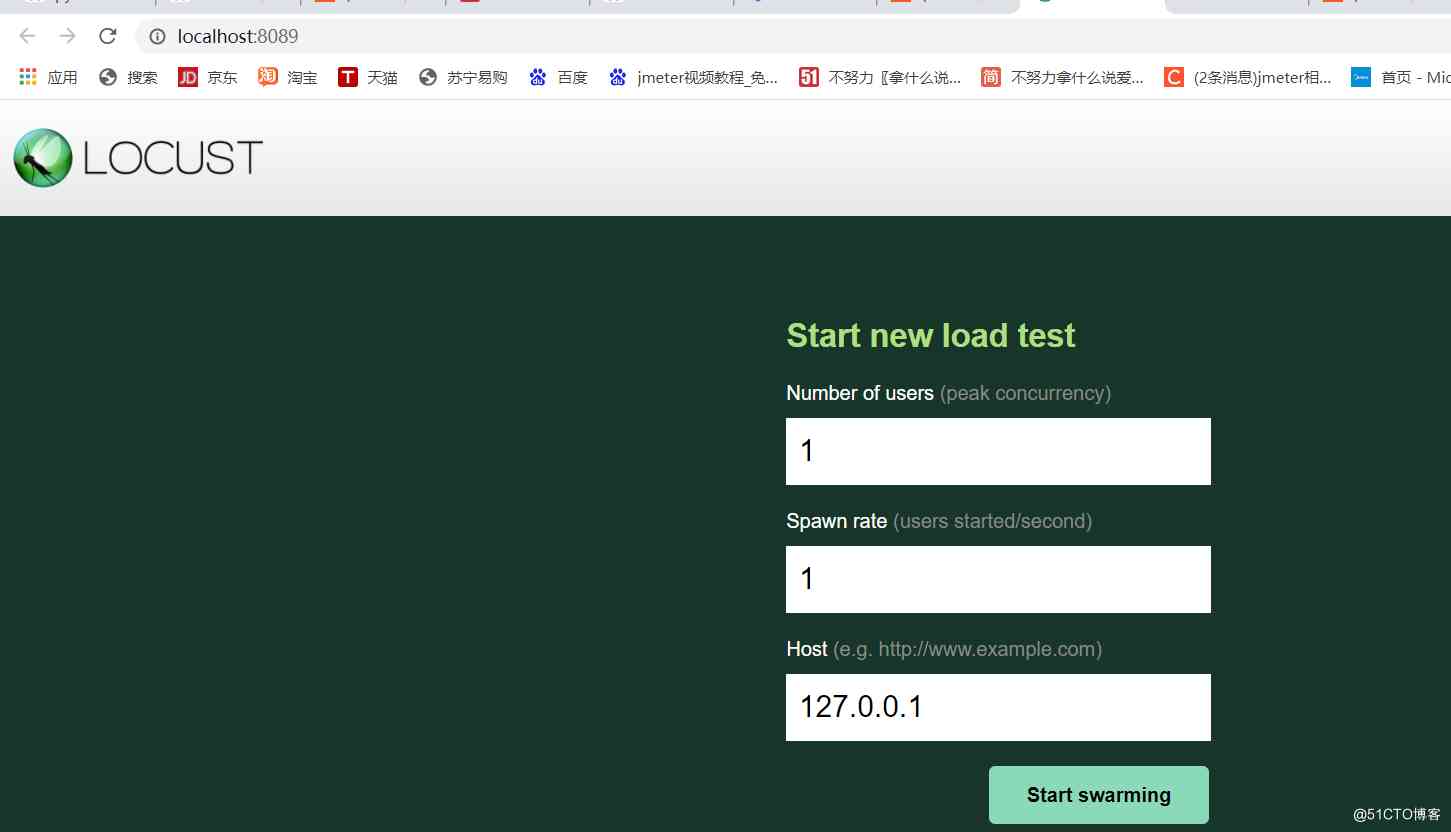 localhost:8089
应用 搜索 京东 淘宝 天猫 苏宁易购 百度 jmeter视频教程_免... 不努力〖拿什么说... 不努力拿什么说爱... (2条消息)jmeter相... 首页 - Mic
LOCUST
Start new load test
Number of users (peak concurrency)
1
Spawn rate (users started/second)
1
Host (e.g. http://www.example.com)
127.0.0.1
Start swarming
@51CTO博客